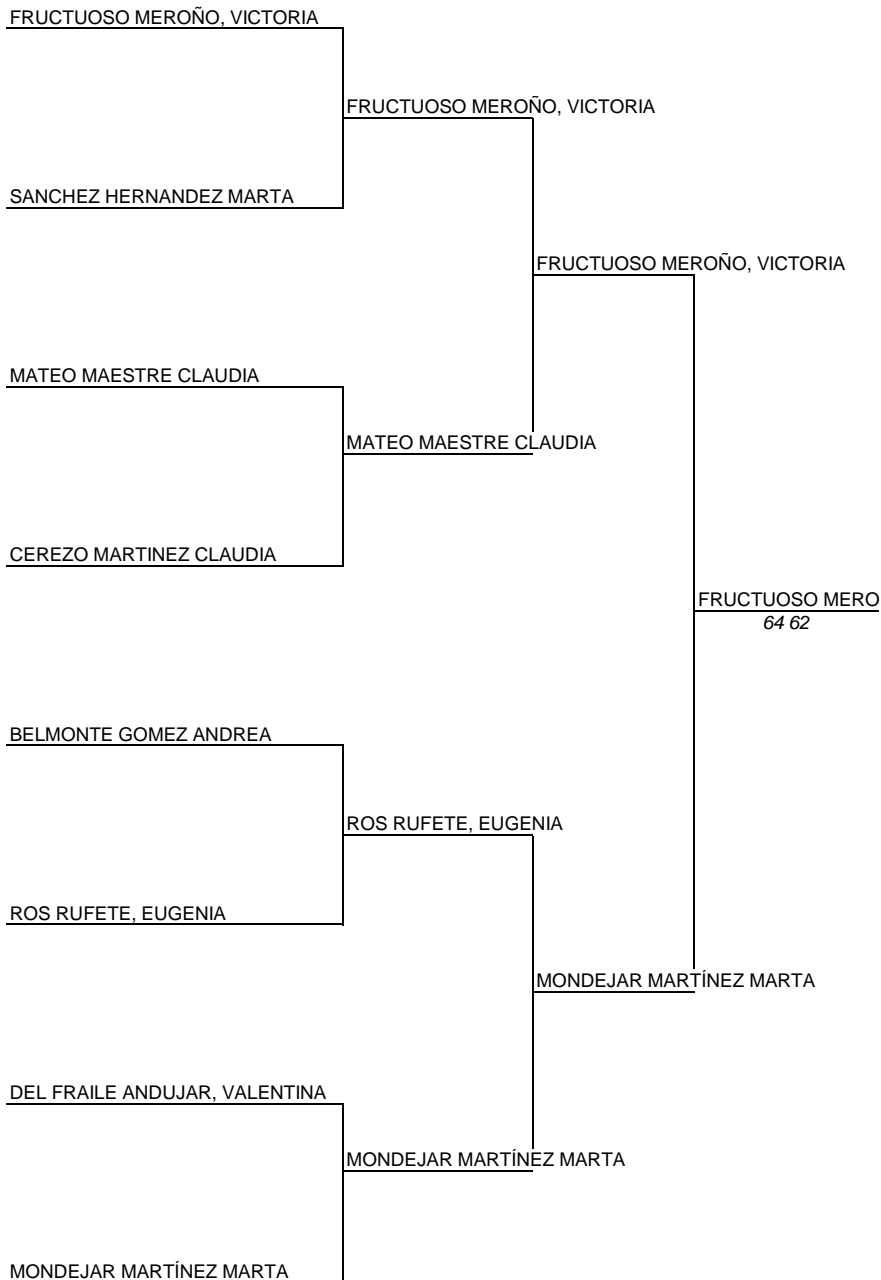 FRUCTUOSO MEROÑO, VICTORIA
FRUCTUOSO MEROÑO, VICTORIA
SANCHEZ HERNANDEZ MARTA
FRUCTUOSO MEROÑO, VICTORIA
MATEO MAESTRE CLAUDIA
MATEO MAESTRE CLAUDIA
CEREZO MARTINEZ CLAUDIA
FRUCTUOSO MERO
64 62
BELMONTE GOMEZ ANDREA
ROS RUFETE, EUGENIA
ROS RUFETE, EUGENIA
MONDEJAR MARTÍNEZ MARTA
DEL FRAILE ANDUJAR, VALENTINA
MONDEJAR MARTÍNEZ MARTA
MONDEJAR MARTÍNEZ MARTA